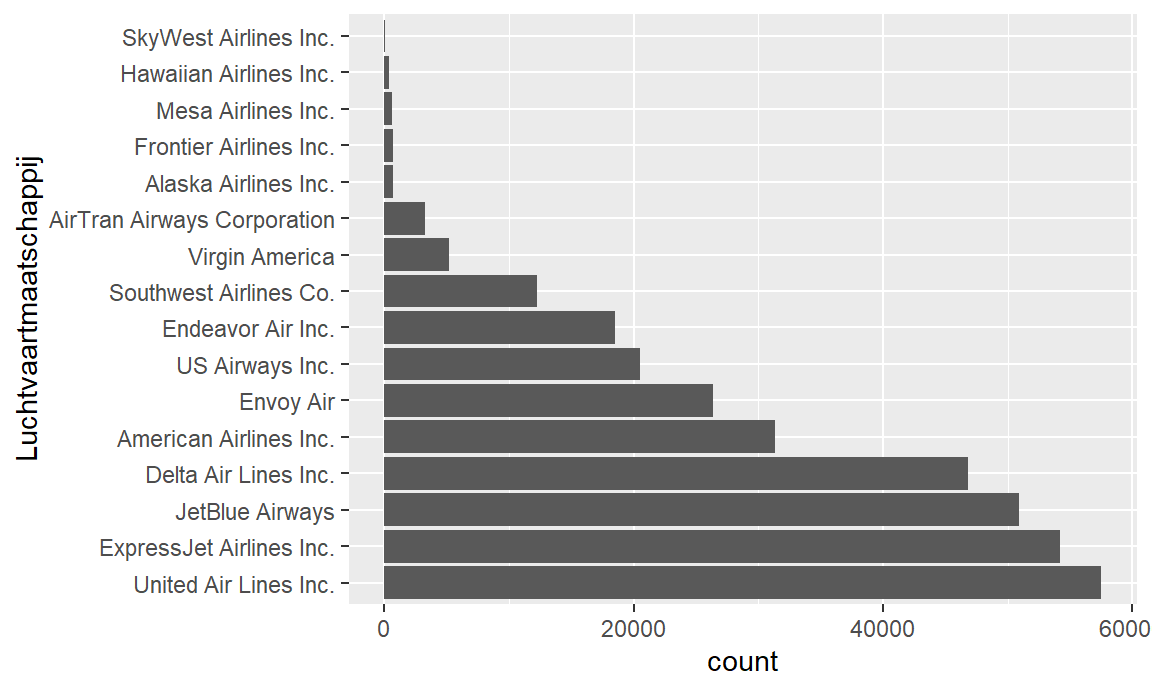 SkyWest Airlines Inc.
Hawaiian Airlines Inc.
Mesa Airlines Inc.
Frontier Airlines Inc.
Alaska Airlines Inc.
AirTran Airways Corporation
Virgin America
Southwest Airlines Co.
Endeavor Air Inc.
US Airways Inc.
Envoy Air
American Airlines Inc.
Delta Air Lines Inc.
JetBlue Airways
ExpressJet Airlines Inc.
United Air Lines Inc.
Luchtvaartmaatschappij
0 20000 40000 6000
count